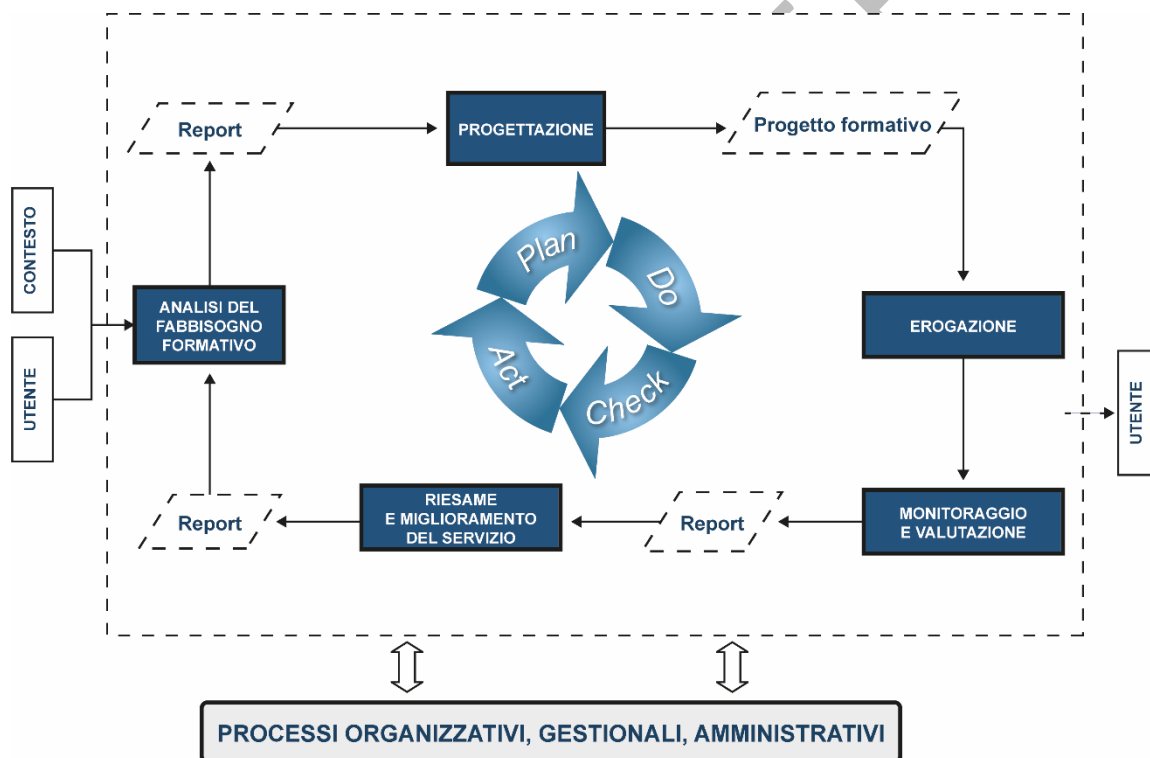 Report
PROGETTAZIONE
Progetto formativo
CONTESTO
UTENTE
ANALISI DEL
FABBISOGNO
FORMATIVO
Plan
Do
Check
Act
EROGAZIONE
UTENTE
Report
RIESAME
E MIGLIORAMENTO
DEL SERVIZIO
Report
MONITORAGGIO
E VALUTAZIONE
PROCESSI ORGANIZZATIVI, GESTIONALI, AMMINISTRATIVI